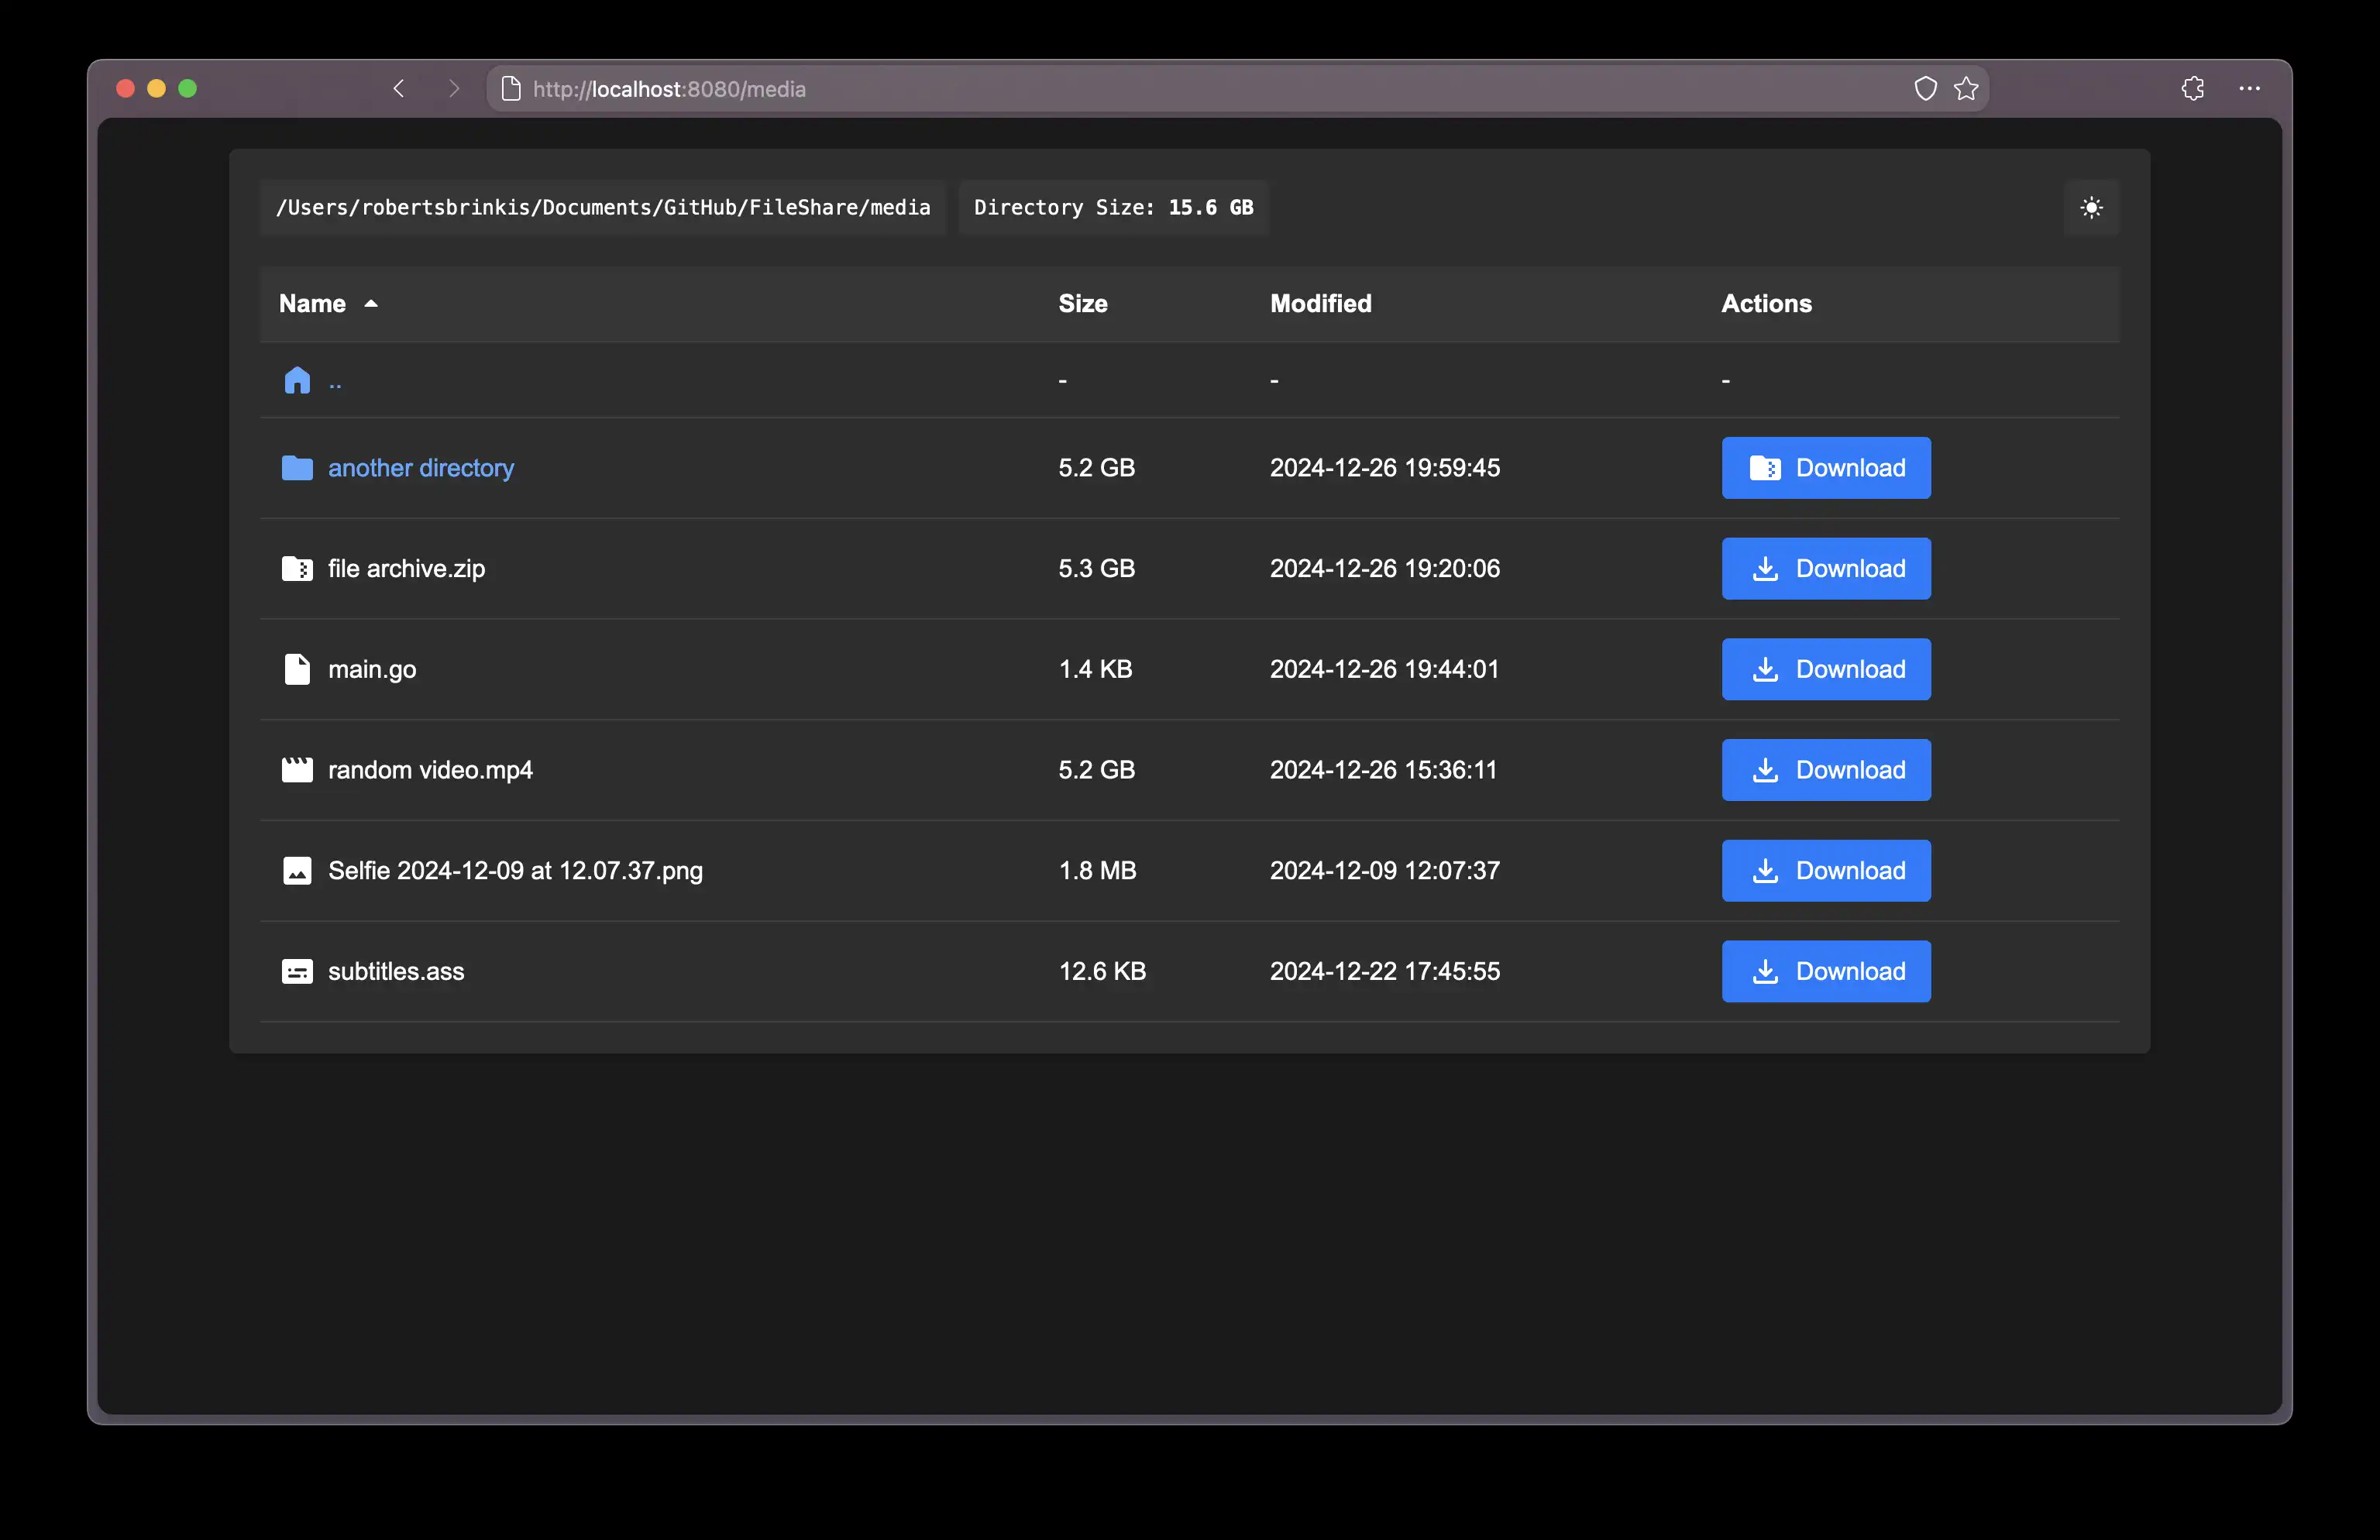 http://localhost:8080/media
/Users/robertsbrinkis/Documents/GitHub/FileShare/media Directory Size: 15.6 GB
Name Size Modified Actions
.. - - -
another directory 5.2 GB 2024-12-26 19:59:45 Download
file archive.zip 5.3 GB 2024-12-26 19:20:06 Download
main.go 1.4 KB 2024-12-26 19:44:01 Download
random video.mp4 5.2 GB 2024-12-26 15:36:11 Download
Selfie 2024-12-09 at 12.07.37.png 1.8 MB 2024-12-09 12:07:37 Download
subtitles.ass 12.6 KB 2024-12-22 17:45:55 Download